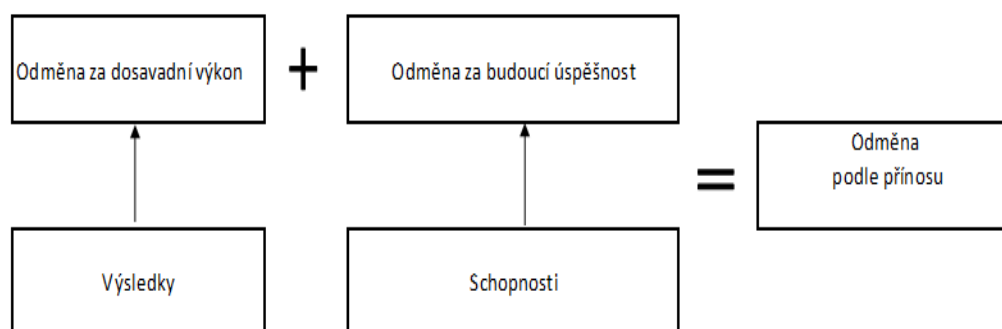 Odměna za dosavadní výkon
+
Odměna za budoucí úspěšnost
=
Odměna
podle přínosu
Výsledky
Schopnosti